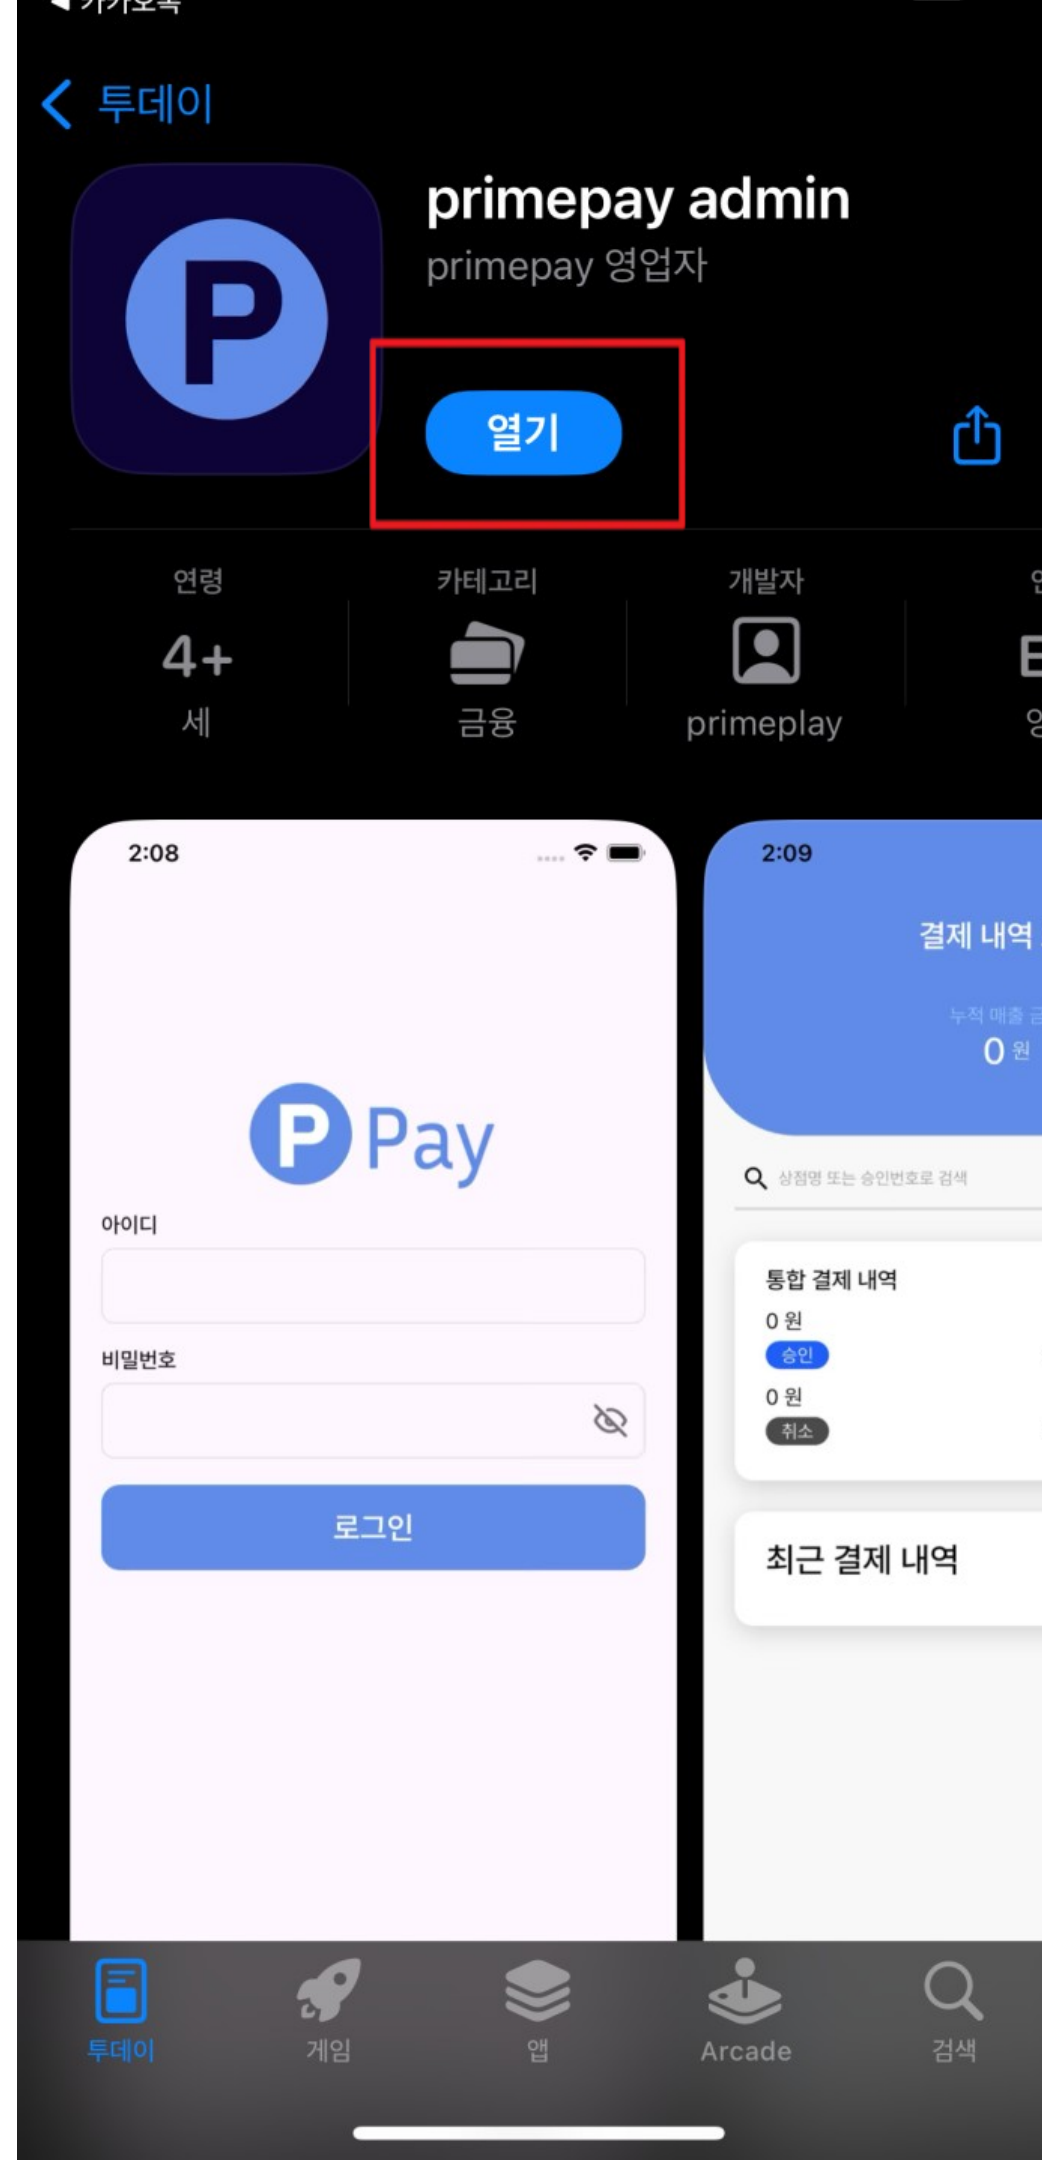 투데이
primepay admin
primepay 영업자
열기
연령
카테고리
개발자
4+
세
금융
primeplay
2:08
P Pay
아이디
비밀번호
로그인
2:09
결제 내역
누적 매출
0 원
상점명 또는 승인번호로 검색
통합 결제 내역
0 원
승인
0 원
취소
최근 결제 내역
투데이
게임
앱
Arcade
검색